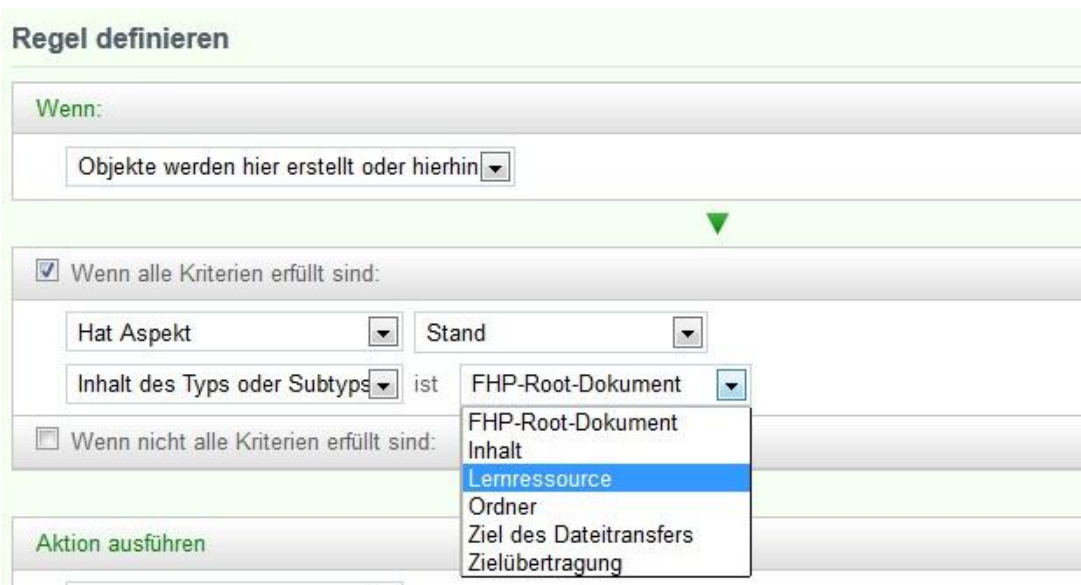 Regel definieren
Wenn:
Objekte werden hier erstellt oder hierhin
Wenn alle Kriterien erfüllt sind:
Hat Aspekt Stand
Inhalt des Typs oder Subtyps ist FHP-Root-Dokument
FHP-Root-Dokument
Inhalt
Lernressource
Ordner
Ziel des Dateitransfers
Zielübertragung
Wenn nicht alle Kriterien erfüllt sind:
Aktion ausführen